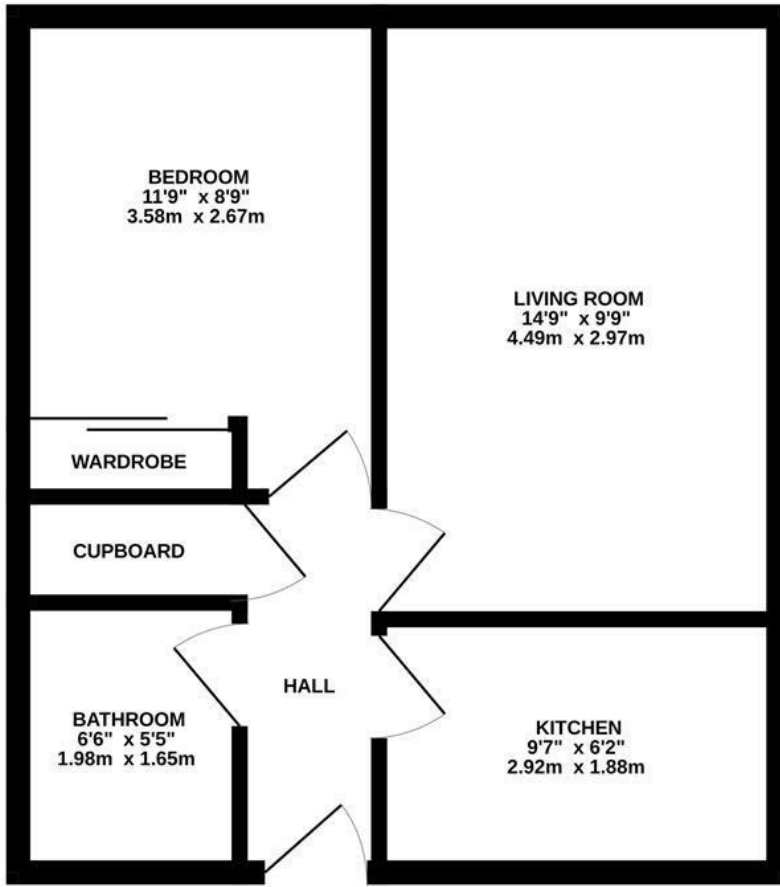 BEDROOM
11'9" x 8'9"
3.58m x 2.67m
LIVING ROOM
14'9" x 9'9"
4.49m x 2.97m
WARDROBE
CUPBOARD
HALL
BATHROOM
6'6" x 5'5"
1.98m x 1.65m
KITCHEN
9'7" x 6'2"
2.92m x 1.88m